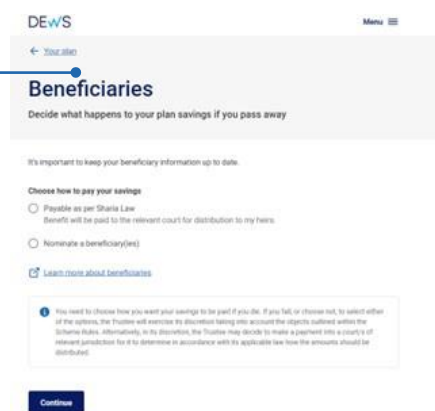 DEWS
Menu
Your plan
Beneficiaries
Decide what happens to your plan savings if you pass away
It's important to keep your beneficiary information up to date.
Choose how to pay your savings
Payable as per Sharia Law
Benefit will be paid to the relevant court for distribution to my heirs.
Nominate a beneficiary(ies)
Learn more about beneficiaries
You need to choose how you want your savings to be paid if you die. If you fail, or choose not, to select either
of the options, the Trustee will exercise its discretion taking into account the objects outlined within the
Scheme Rules. Alternatively, in its discretion, the Trustee may decide to make a payment into a court/s of
relevant jurisdiction for it to determine in accordance with its applicable law how the amounts should be
distributed.
Continue